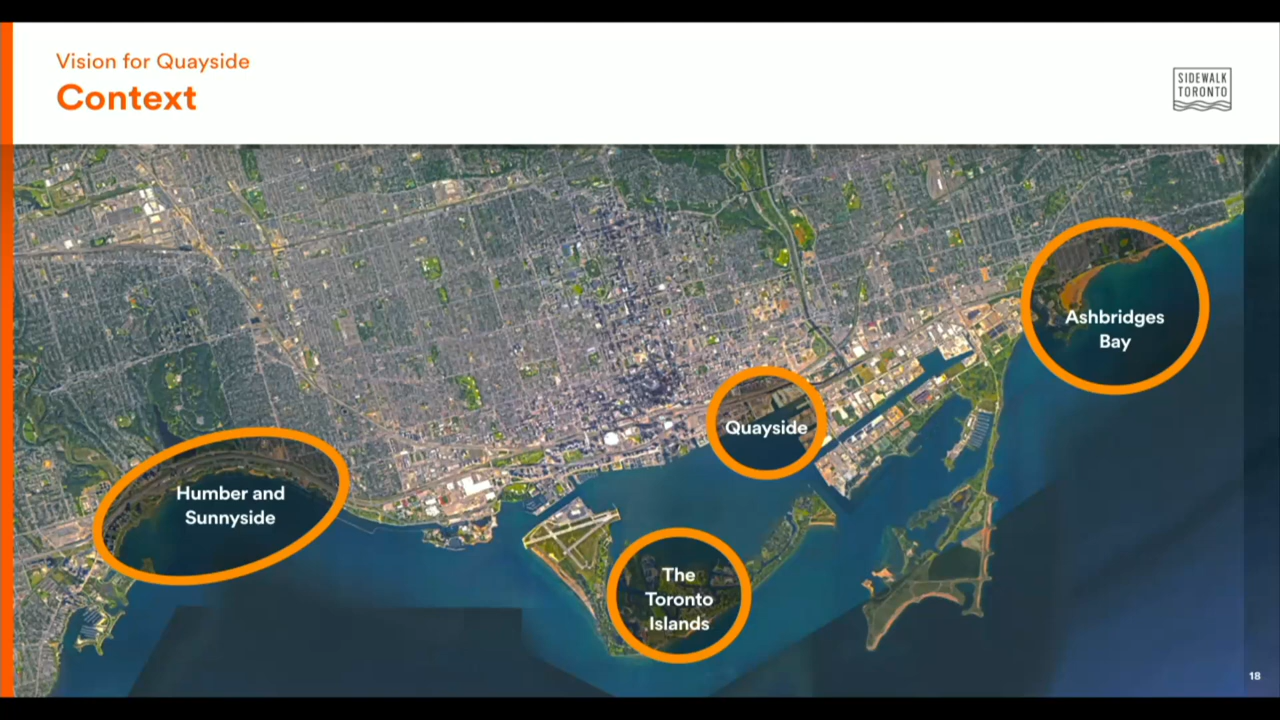 Vision for Quayside
Context
SIDEWALK
TORONTO
Ashbridges
Bay
Quayside
Humber and
Sunnyside
The
Toronto
Islands
18